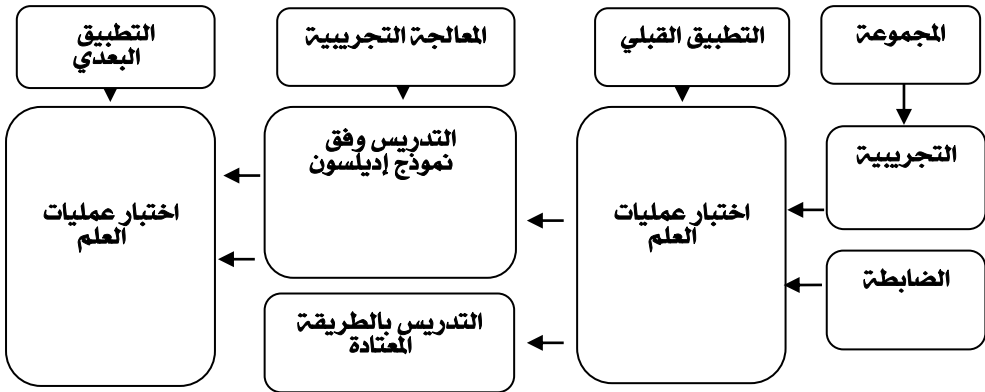 المجموعة
التطبيق القبلي
المعالجة التجريبية
التطبيق
البعدي
التجريبية
الضابطة
اختبار عمليات
العلم
التدريس وفق
نموذج إديلسون
التدريس بالطريقة
المعتادة
اختبار عمليات
العلم